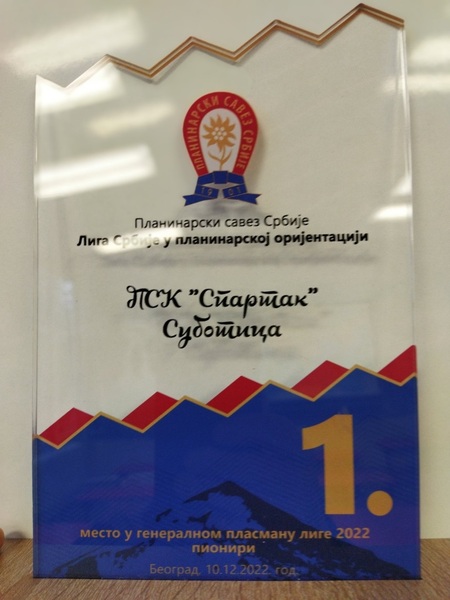 ПЛАНИНАРСКИ САВЕЗ СРБИЈЕ
1901
Планинарски савез Србије
Лига Србије у планинарској оријентацији
ПСК "Спартак"
Суботица
1.
место у генералном пласману лиге 2022
пионири
Београд, 10.12.2022. год.